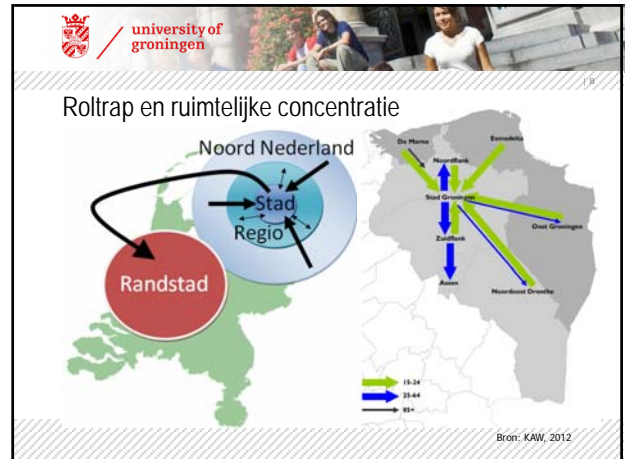 university of
groningen
| 8
Roltrap en ruimtelijke concentratie
Noord Nederland
Stad
Regio
Randstad
De Marne
Eemsdelta
Noordflank
Stad Groningen
Oost Groningen
Zuidflank
Assen
Noordoost Drenthe
15-24
25-64
65+
Bron: KAW, 2012